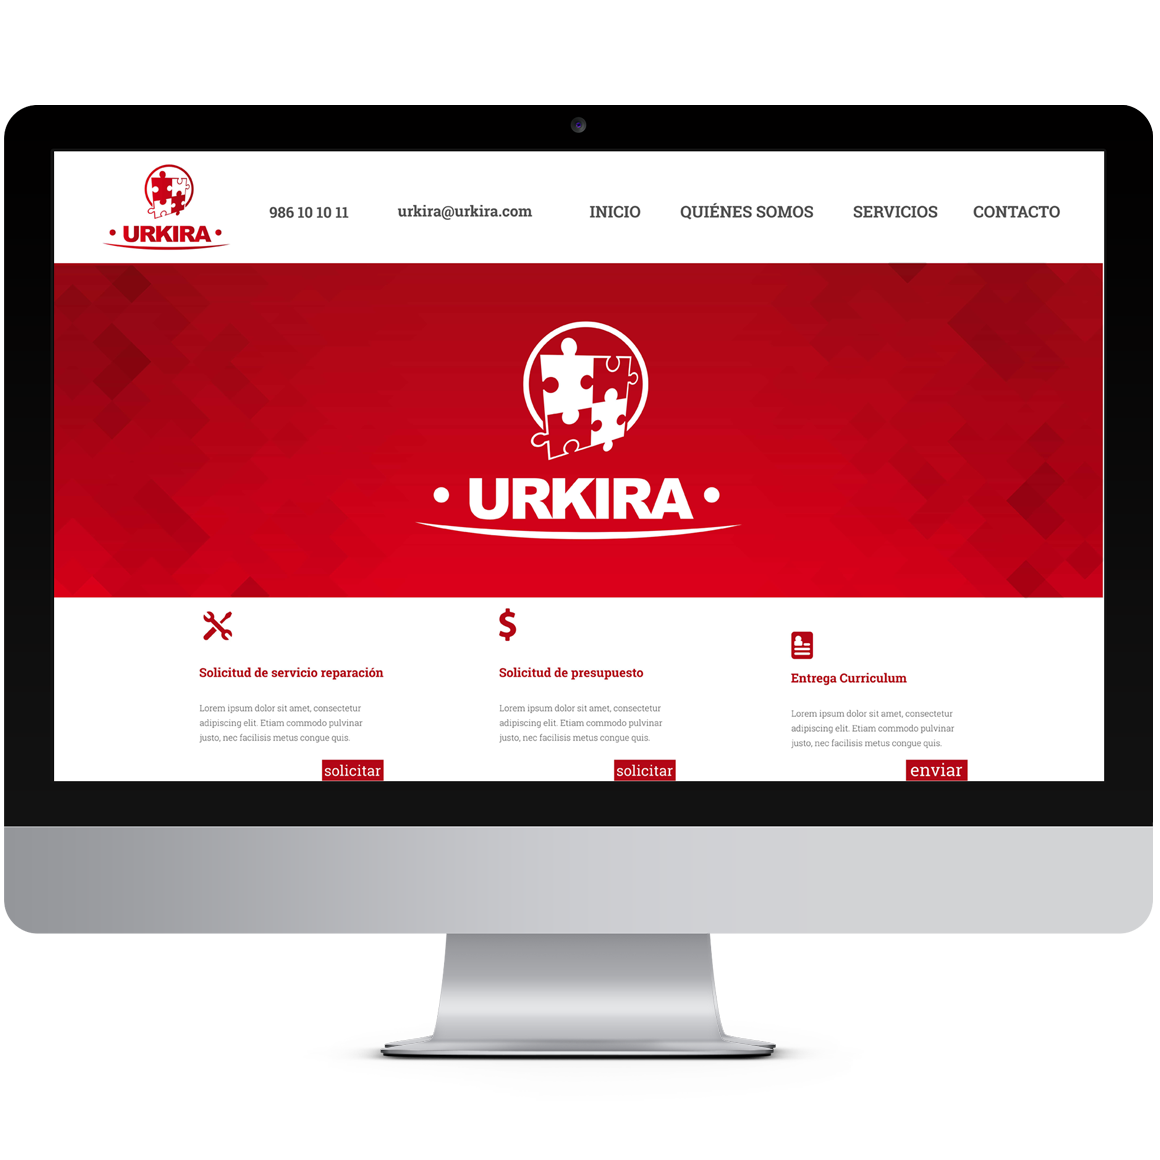 URKIRA
986 10 10 11
urkira@urkira.com
INICIO
QUIÉNES SOMOS
SERVICIOS
CONTACTO
URKIRA
Solicitud de servicio reparación
Lorem ipsum dolor sit amet, consectetur
adipiscing elit. Etiam commodo pulvinar
justo, nec facilisis metus congue quis.
solicitar
Solicitud de presupuesto
Lorem ipsum dolor sit amet, consectetur
adipiscing elit. Etiam commodo pulvinar
justo, nec facilisis metus congue quis.
solicitar
Entrega Curriculum
Lorem ipsum dolor sit amet, consectetur
adipiscing elit. Etiam commodo pulvinar
justo, nec facilisis metus congue quis.
enviar